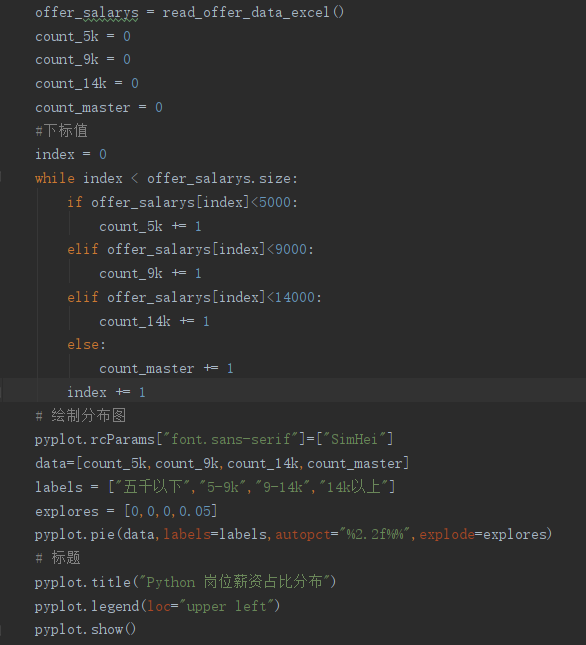 offer_salarys = read_offer_data_excel()
count_5k = 0
count_9k = 0
count_14k = 0
count_master = 0
#下标值
index = 0
while index < offer_salarys.size:
    if offer_salarys[index]<5000:
        count_5k += 1
    elif offer_salarys[index]<9000:
        count_9k += 1
    elif offer_salarys[index]<14000:
        count_14k += 1
    else:
        count_master += 1
    index += 1
# 绘制分布图
pyplot.rcParams["font.sans-serif"]=["SimHei"]
data=[count_5k,count_9k,count_14k,count_master]
labels = ["五千以下","5-9k","9-14k","14k以上"]
explores = [0,0,0,0.05]
pyplot.pie(data,labels=labels,autopct="%2.2f%%",explode=explores)
# 标题
pyplot.title("Python 岗位薪资占比分布")
pyplot.legend(loc="upper left")
pyplot.show()